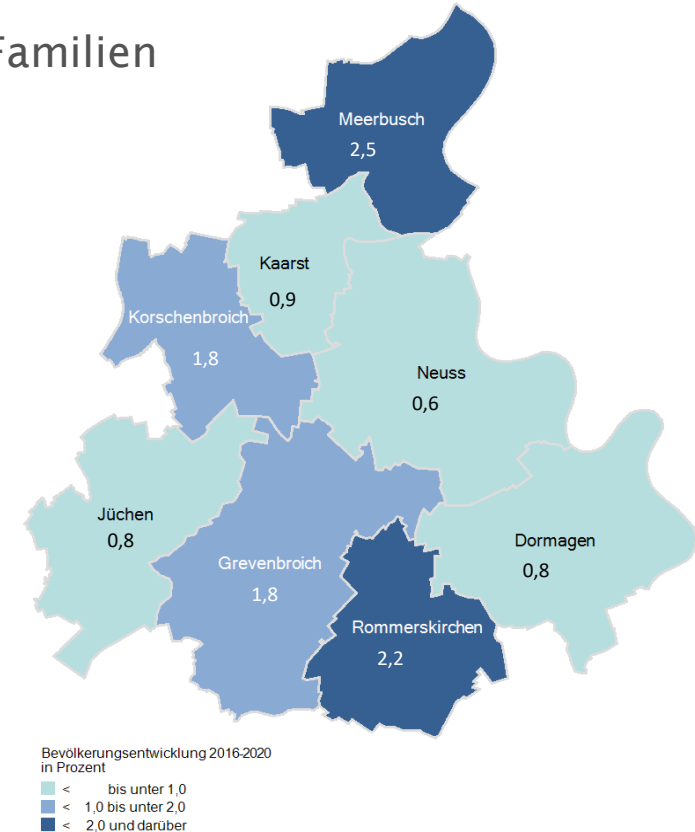 Familien
Meerbusch
2,5
Kaarst
0,9
Korschenbroich
1,8
Neuss
0,6
Jüchen
0,8
Dormagen
0,8
Grevenbroich
1,8
Rommerskirchen
2,2
Bevölkerungsentwicklung 2016-2020
in Prozent
< bis unter 1,0
< 1,0 bis unter 2,0
< 2,0 und darüber